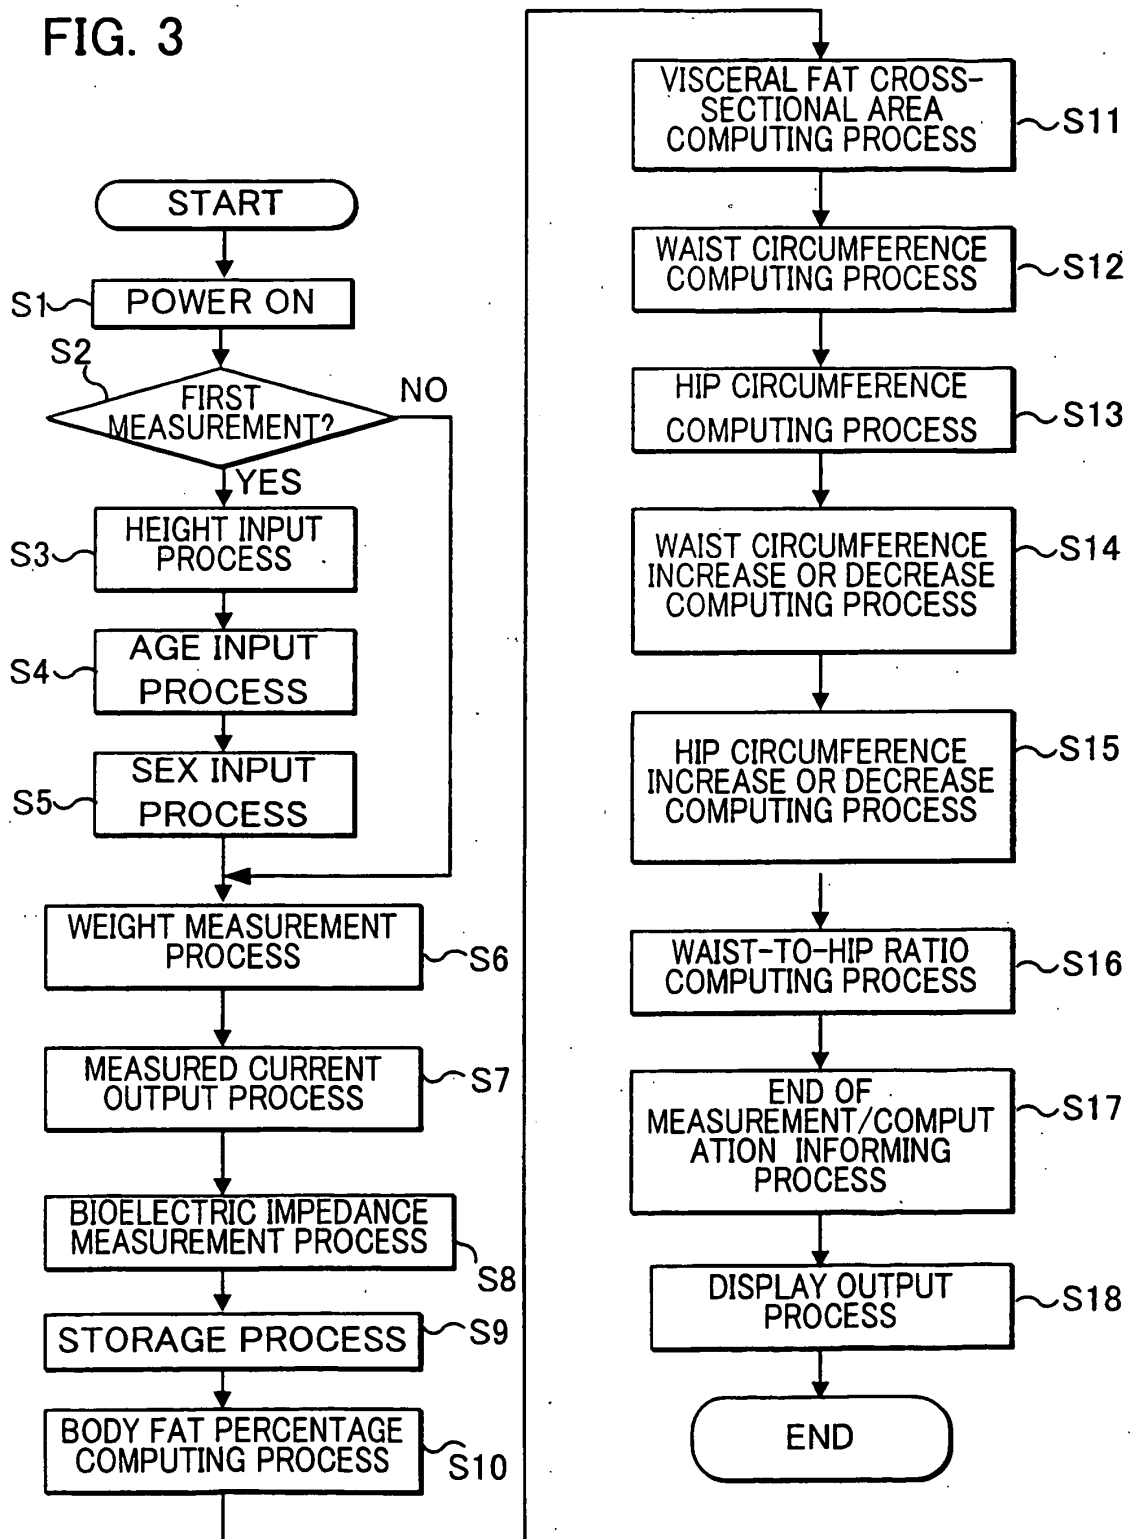 FIG. 3
START
S1
POWER ON
S2
FIRST
MEASUREMENT?
NO
YES
S3
HEIGHT INPUT
PROCESS
S4
AGE INPUT
PROCESS
S5
SEX INPUT
PROCESS
WEIGHT MEASUREMENT
PROCESS
S6
MEASURED CURRENT
OUTPUT PROCESS
S7
BIOELECTRIC IMPEDANCE
MEASUREMENT PROCESS
S8
STORAGE PROCESS
S9
BODY FAT PERCENTAGE
COMPUTING PROCESS
S10
VISCERAL FAT CROSS-
SECTIONAL AREA
COMPUTING PROCESS
S11
WAIST CIRCUMFERENCE
COMPUTING PROCESS
S12
HIP CIRCUMFERENCE
COMPUTING PROCESS
S13
WAIST CIRCUMFERENCE
INCREASE OR DECREASE
COMPUTING PROCESS
S14
HIP CIRCUMFERENCE
INCREASE OR DECREASE
COMPUTING PROCESS
S15
WAIST-TO-HIP RATIO
COMPUTING PROCESS
S16
END OF
MEASUREMENT/COMPUT
ATION INFORMING
PROCESS
S17
DISPLAY OUTPUT
PROCESS
S18
END